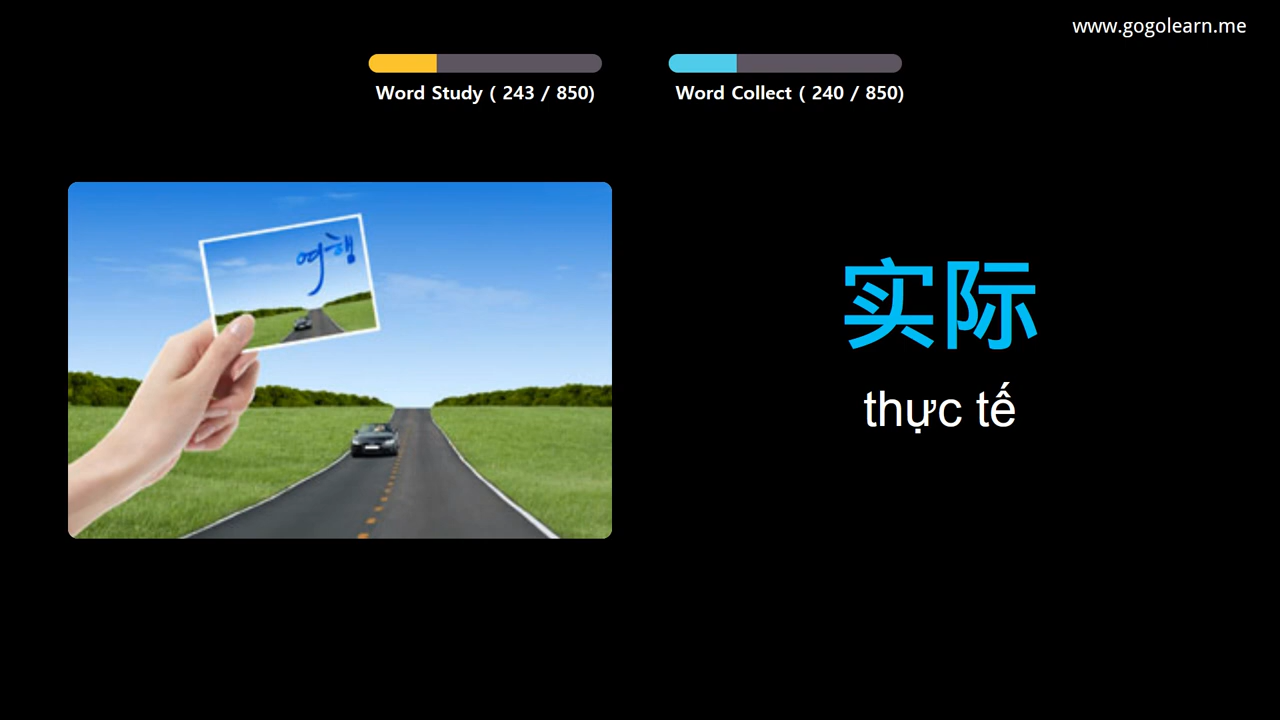 www.gogolearn.me
Word Study ( 243 / 850)
Word Collect ( 240 / 850)
여행
实际
thực tế